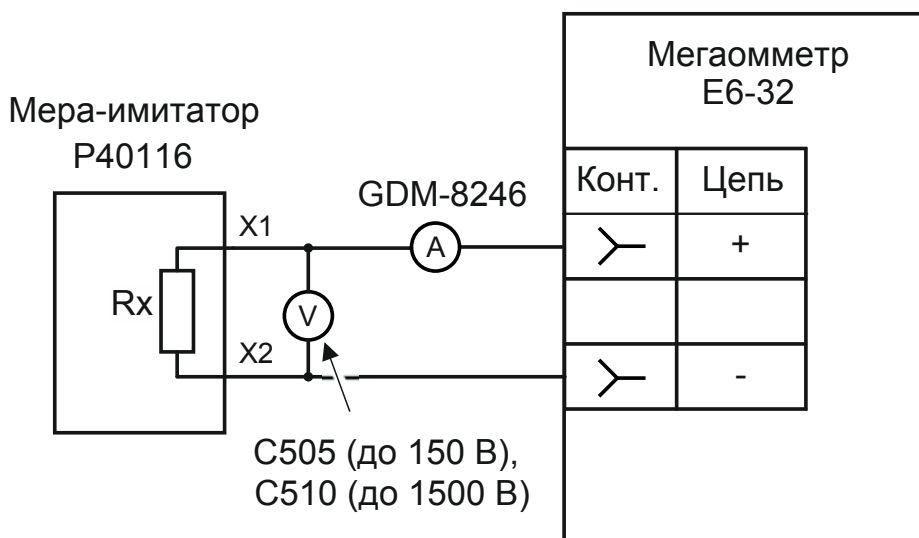 Мегаомметр
Е6-32
Мера-имитатор
Р40116
Конт.
Цепь
GDM-8246
X1
A
+
Rx
V
X2
-
С505 (до 150 В),
С510 (до 1500 В)